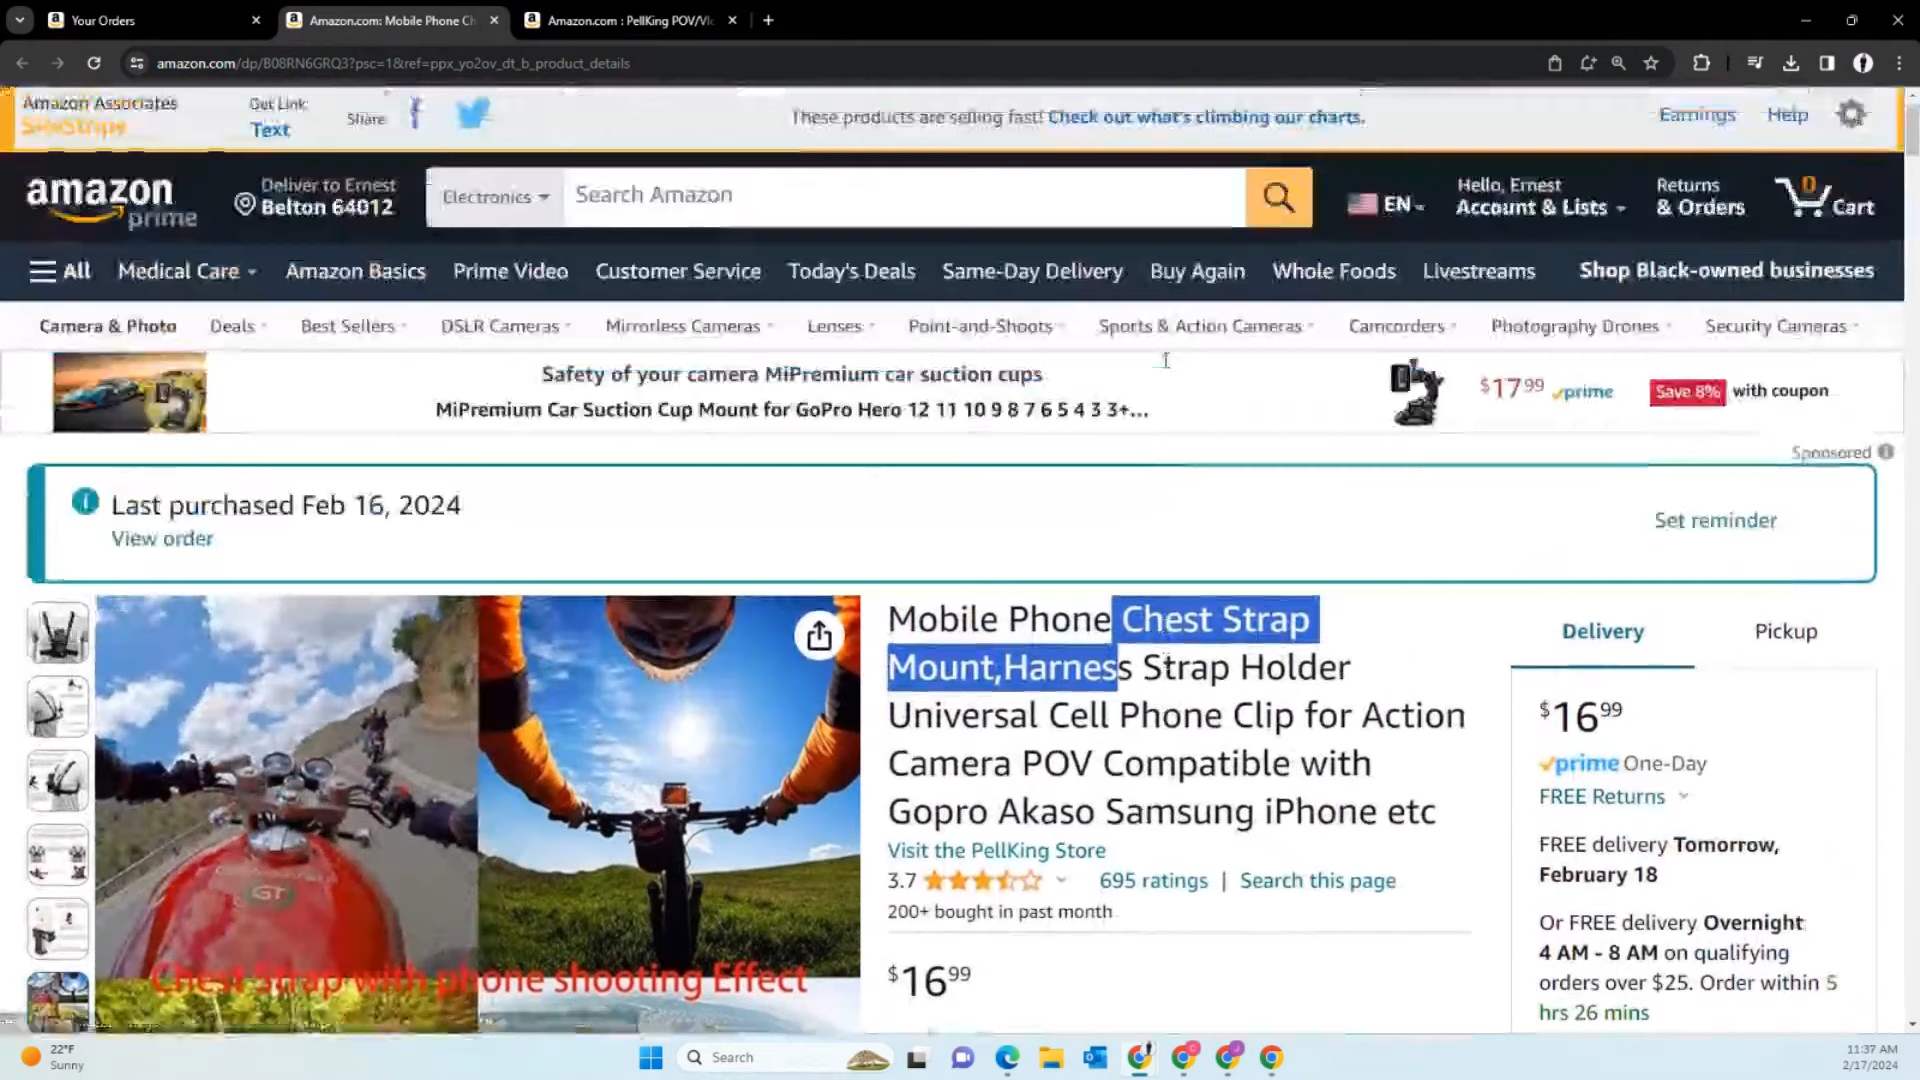 Your Orders
Amazon.com: Mobile Phone Ch
Amazon.com : PellKing POV/Vlo
amazon.com/dp/B08RN6GRQ3?psc=1&ref=ppx_yo2ov_dt_b_product_details
Amazon Associates
SiteStripe
Get Link:
Text
Share:
These products are selling fast! Check out what's climbing our charts.
Earnings
Help
amazon
prime
Deliver to Ernest
Belton 64012
Electronics
Search Amazon
EN
Hello, Ernest
Account & Lists
Returns
& Orders
0
Cart
All
Medical Care
Amazon Basics
Prime Video
Customer Service
Today's Deals
Same-Day Delivery
Buy Again
Whole Foods
Livestreams
Shop Black-owned businesses
Camera & Photo
Deals
Best Sellers
DSLR Cameras
Mirrorless Cameras
Lenses
Point-and-Shoots
Sports & Action Cameras
Camcorders
Photography Drones
Security Cameras
Safety of your camera MiPremium car suction cups
MiPremium Car Suction Cup Mount for GoPro Hero 12 11 10 9 8 7 6 5 4 3 3+...
$17.99 prime
Save 8% with coupon
Sponsored
Last purchased Feb 16, 2024
View order
Set reminder
GT
Chest Strap with phone shooting Effect
Mobile Phone Chest Strap
Mount,Harness Strap Holder
Universal Cell Phone Clip for Action
Camera POV Compatible with
Gopro Akaso Samsung iPhone etc
Visit the PellKing Store
3.7
695 ratings | Search this page
200+ bought in past month
$16 99
Delivery
Pickup
$16 99
prime One-Day
FREE Returns
FREE delivery Tomorrow,
February 18
Or FREE delivery Overnight
4 AM - 8 AM on qualifying
orders over $25. Order within 5
hrs 26 mins
22°F
Sunny
Search
11:37 AM
2/17/2024